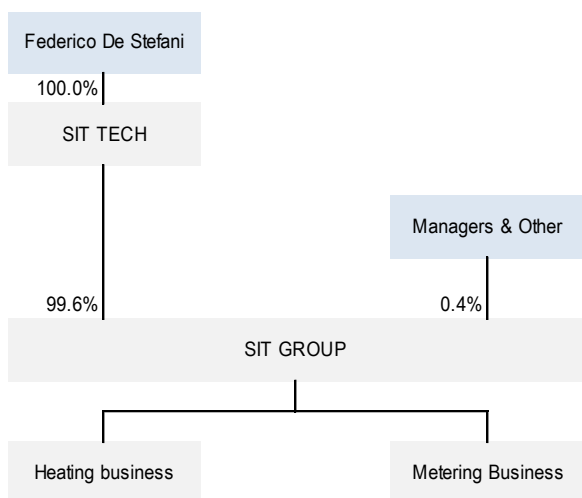 Federico De Stefani
100.0%
SIT TECH
Managers & Other
99.6%
0.4%
SIT GROUP
Heating business
Metering Business